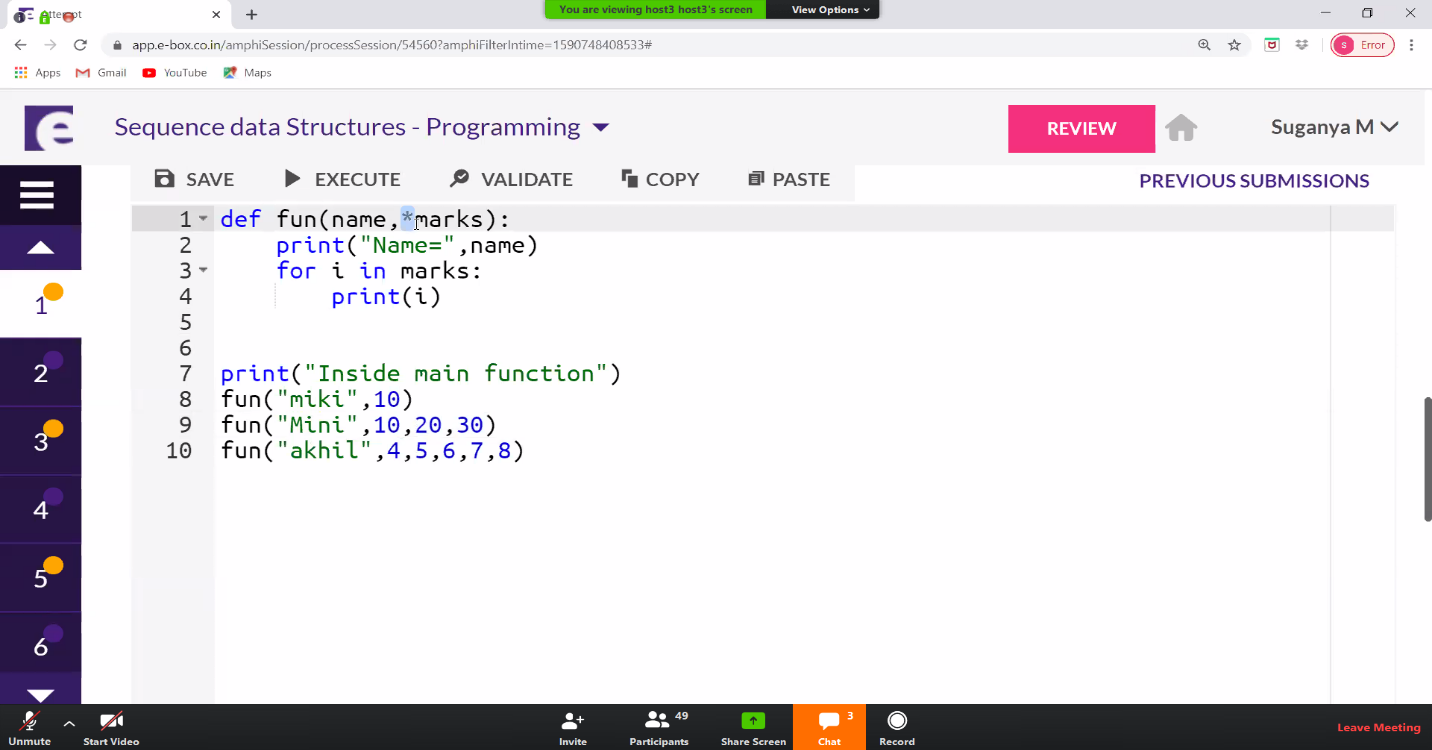 Attempt
You are viewing host3 host3's screen
View Options
app.e-box.co.in/amphiSession/processSession/54560?amphiFilterIntime=1590748408533#
S Error
Apps Gmail YouTube Maps
e
Sequence data Structures - Programming
REVIEW
Suganya M
SAVE EXECUTE VALIDATE COPY PASTE
PREVIOUS SUBMISSIONS
1 def fun(name,*marks):
2 print("Name=",name)
3 for i in marks:
4 print(i)
5
6
7 print("Inside main function")
8 fun("miki",10)
9 fun("Mini",10,20,30)
10 fun("akhil",4,5,6,7,8)
1
2
3
4
5
6
Unmute
Start Video
Invite
49
Participants
Share Screen
3
Chat
Record
Leave Meeting